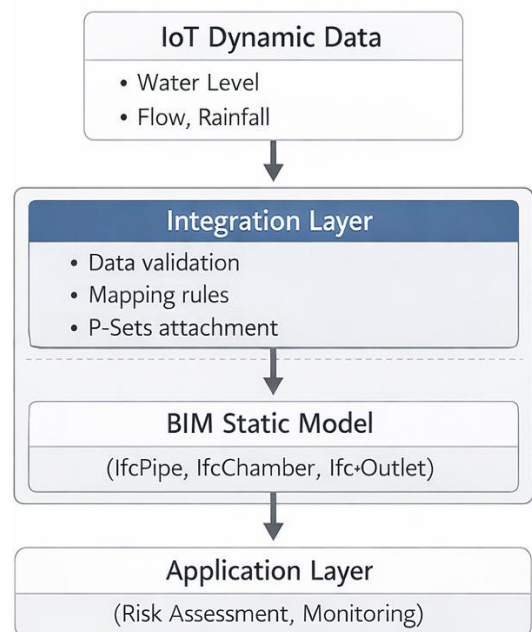 IoT Dynamic Data
• Water Level
• Flow, Rainfall
Integration Layer
• Data validation
• Mapping rules
• P-Sets attachment
BIM Static Model
(IfcPipe, IfcChamber, Ifc+Outlet)
Application Layer
(Risk Assessment, Monitoring)